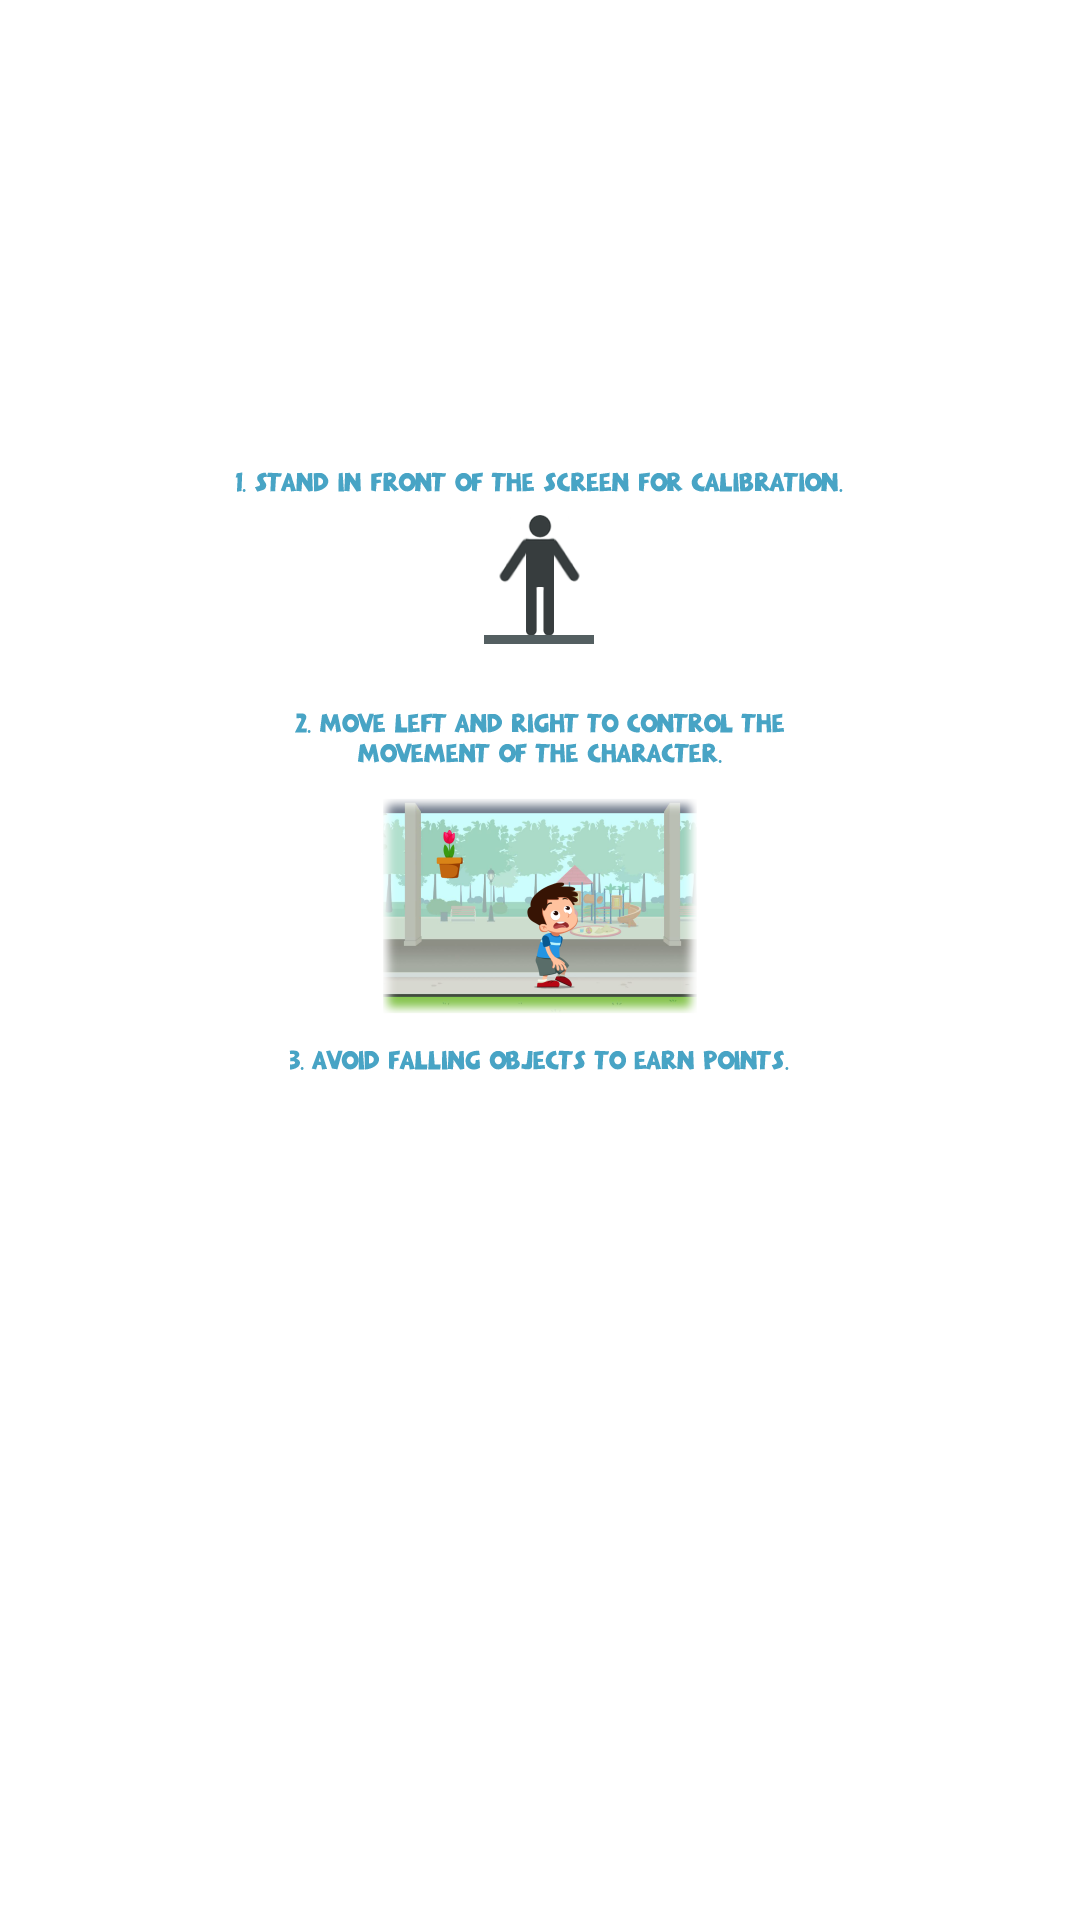 1. STAND IN FRONT OF THE SCREEN FOR CALIBRATION.
2. MOVE LEFT AND RIGHT TO CONTROL THE
MOVEMENT OF THE CHARACTER.
3. AVOID FALLING OBJECTS TO EARN POINTS.